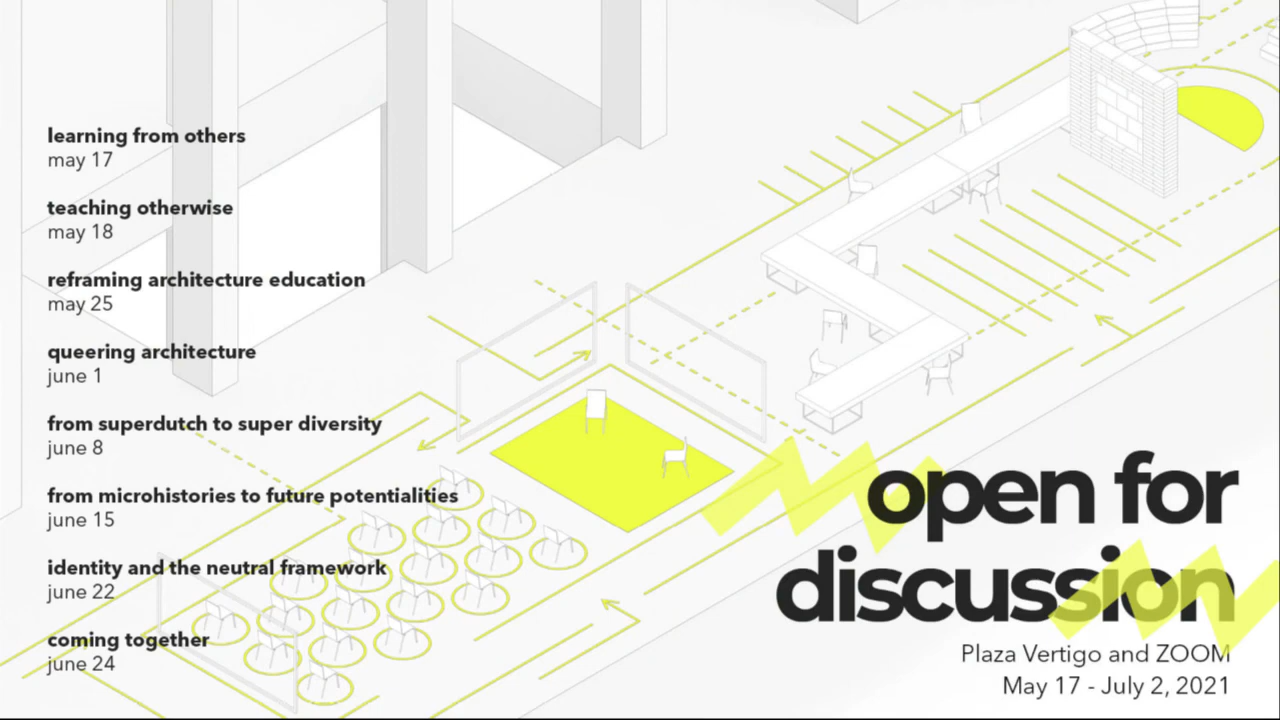 learning from others
may 17
teaching otherwise
may 18
reframing architecture education
may 25
queering architecture
june 1
from superdutch to super diversity
june 8
from microhistories to future potentialities
june 15
identity and the neutral framework
june 22
coming together
june 24
open for
discussion
Plaza Vertigo and ZOOM
May 17 - July 2, 2021